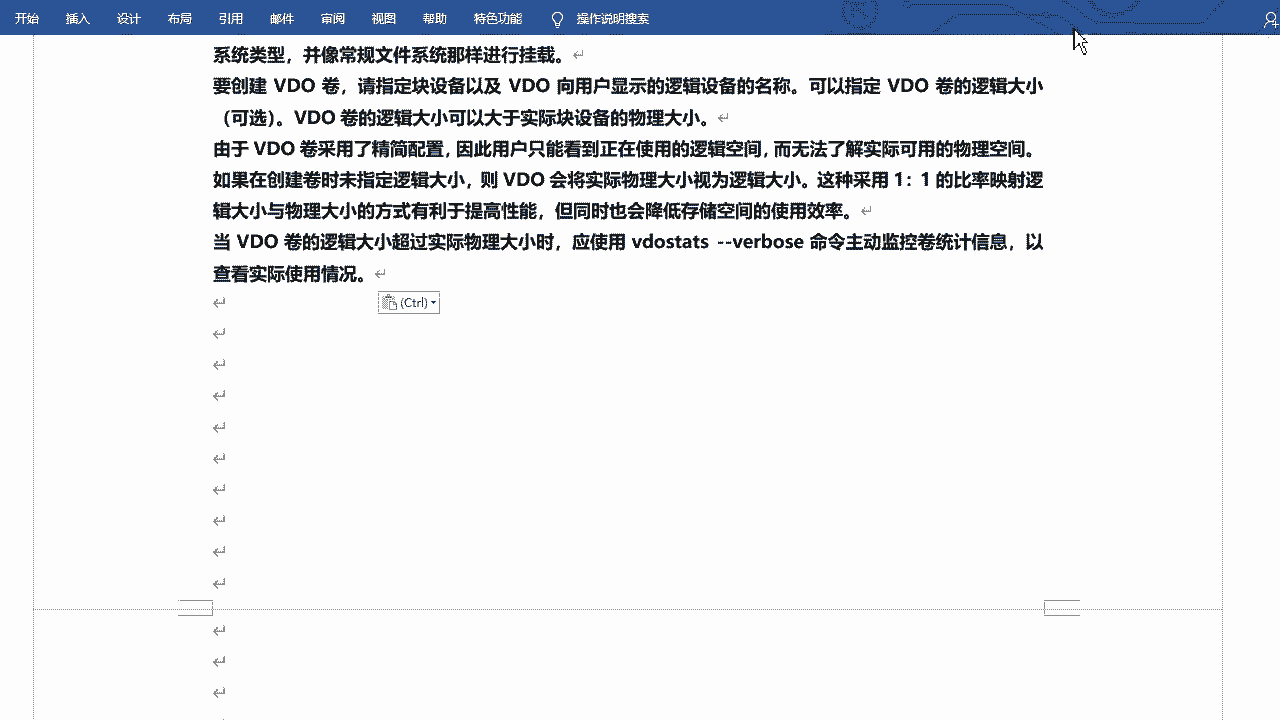 开始 插入 设计 布局 引用 邮件 审阅 视图 帮助 特色功能 操作说明搜索
系统类型，并像常规文件系统那样进行挂载。
要创建 VDO 卷，请指定块设备以及 VDO 向用户显示的逻辑设备的名称。可以指定 VDO 卷的逻辑大小
（可选）。VDO 卷的逻辑大小可以大于实际块设备的物理大小。
由于 VDO 卷采用了精简配置，因此用户只能看到正在使用的逻辑空间，而无法了解实际可用的物理空间。
如果在创建卷时未指定逻辑大小，则 VDO 会将实际物理大小视为逻辑大小。这种采用 1：1 的比率映射逻
辑大小与物理大小的方式有利于提高性能，但同时也会降低存储空间的使用效率。
当 VDO 卷的逻辑大小超过实际物理大小时，应使用 vdostats --verbose 命令主动监控卷统计信息，以
查看实际使用情况。
(Ctrl)